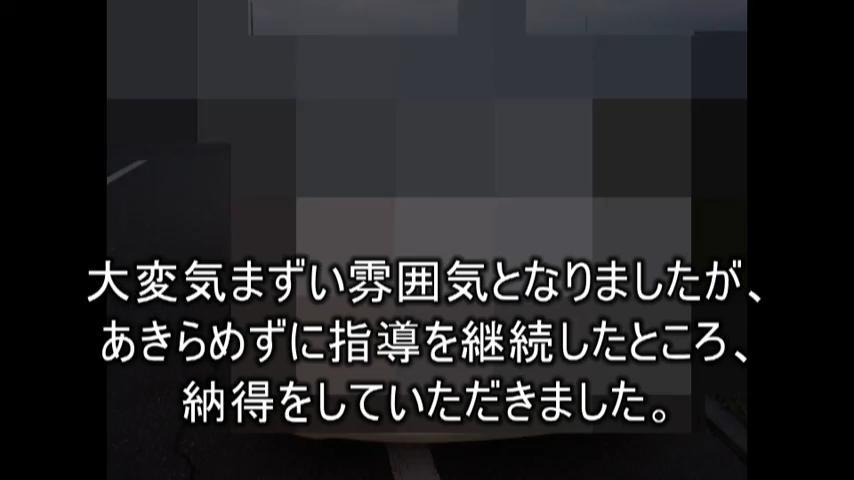 大変気まずい雰囲気となりましたが、
あきらめずに指導を継続したところ、
納得をしていただきました。